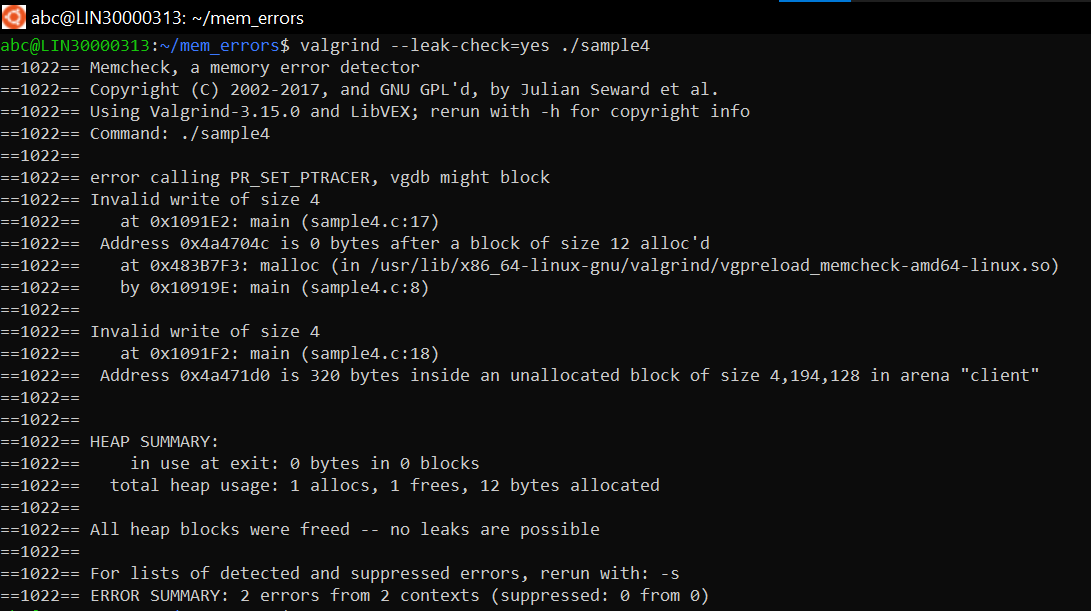 abc@LIN30000313: ~/mem_errors
abc@LIN30000313:~/mem_errors$ valgrind --leak-check=yes ./sample4
==1022== Memcheck, a memory error detector
==1022== Copyright (C) 2002-2017, and GNU GPL'd, by Julian Seward et al.
==1022== Using Valgrind-3.15.0 and LibVEX; rerun with -h for copyright info
==1022== Command: ./sample4
==1022==
==1022== error calling PR_SET_PTRACER, vgdb might block
==1022== Invalid write of size 4
==1022==    at 0x1091E2: main (sample4.c:17)
==1022==  Address 0x4a4704c is 0 bytes after a block of size 12 alloc'd
==1022==    at 0x483B7F3: malloc (in /usr/lib/x86_64-linux-gnu/valgrind/vgpreload_memcheck-amd64-linux.so)
==1022==    by 0x10919E: main (sample4.c:8)
==1022==
==1022== Invalid write of size 4
==1022==    at 0x1091F2: main (sample4.c:18)
==1022==  Address 0x4a471d0 is 320 bytes inside an unallocated block of size 4,194,128 in arena "client"
==1022==
==1022==
==1022== HEAP SUMMARY:
==1022==     in use at exit: 0 bytes in 0 blocks
==1022==   total heap usage: 1 allocs, 1 frees, 12 bytes allocated
==1022==
==1022== All heap blocks were freed -- no leaks are possible
==1022==
==1022== For lists of detected and suppressed errors, rerun with: -s
==1022== ERROR SUMMARY: 2 errors from 2 contexts (suppressed: 0 from 0)